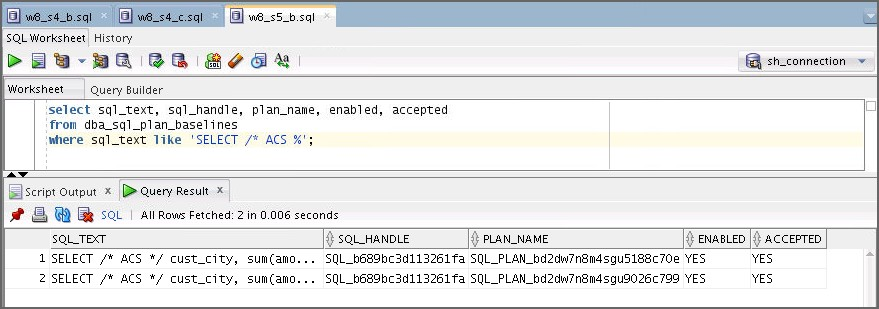 w8_s4_b.sql w8_s4_c.sql w8_s5_b.sql
SQL Worksheet History
sh_connection
Worksheet Query Builder
select sql_text, sql_handle, plan_name, enabled, accepted
from dba_sql_plan_baselines
where sql_text like 'SELECT /* ACS %';
Script Output x Query Result x
SQL | All Rows Fetched: 2 in 0.006 seconds
SQL_TEXT SQL_HANDLE PLAN_NAME ENABLED ACCEPTED
1 SELECT /* ACS */ cust_city, sum(amo... SQL_b689bc3d113261fa SQL_PLAN_bd2dw7n8m4sgu5188c70e YES YES
2 SELECT /* ACS */ cust_city, sum(amo... SQL_b689bc3d113261fa SQL_PLAN_bd2dw7n8m4sgu9026c799 YES YES